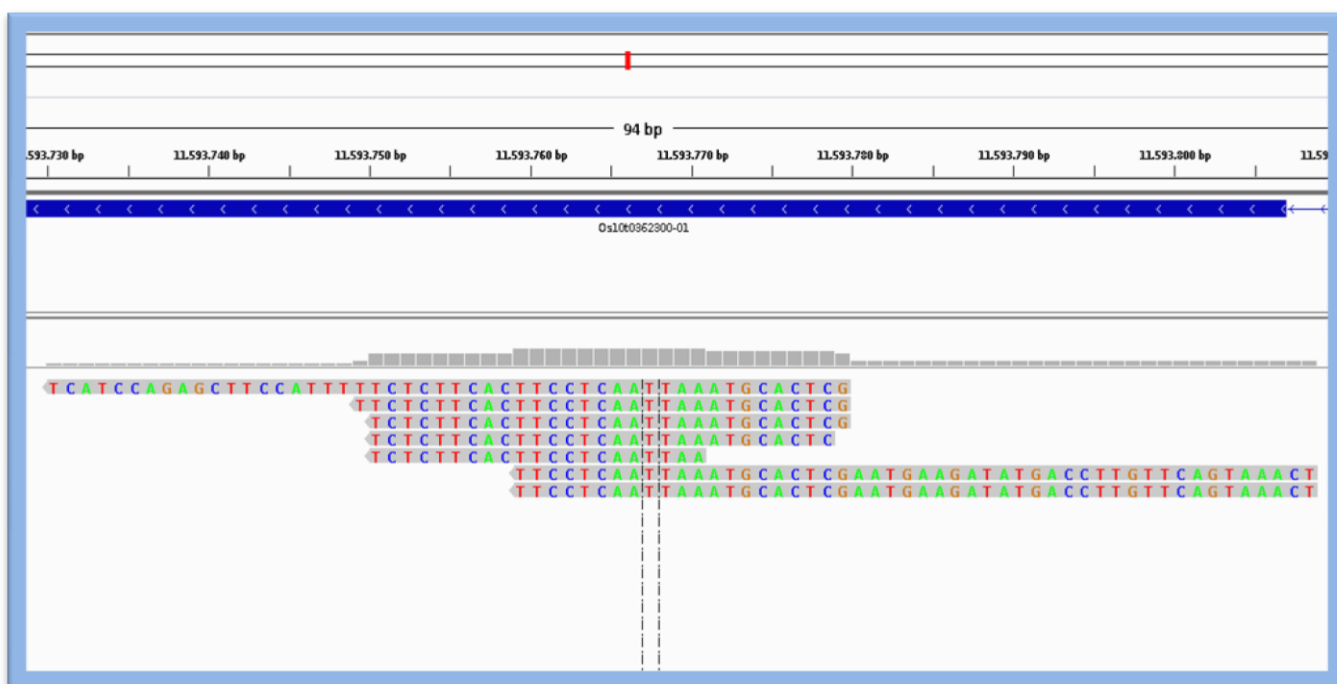 94 bp
.593.730 bp 11.593.740 bp 11.593.750 bp 11.593.760 bp 11.593.770 bp 11.593.780 bp 11.593.790 bp 11.593.800 bp 11.59
Os10t0362300-01
TCATCCAGAGCTTCCATTTTTCTCTTCACTTCCTCAATTAAATGCACTCG
TTCTCTTCACTTCCTCAATTAAATGCACTCG
TCTCTTCACTTCCTCAATTAAATGCACTCG
TCTCTTCACTTCCTCAATTAAATGCACTC
TCTCTTCACTTCCTCAATTAA
TTCCTCAATTAAATGCACTCGAATGAAGATATGACCTTGTTCAGTAAACT
TTCCTCAATTAAATGCACTCGAATGAAGATATGACCTTGTTCAGTAAACT